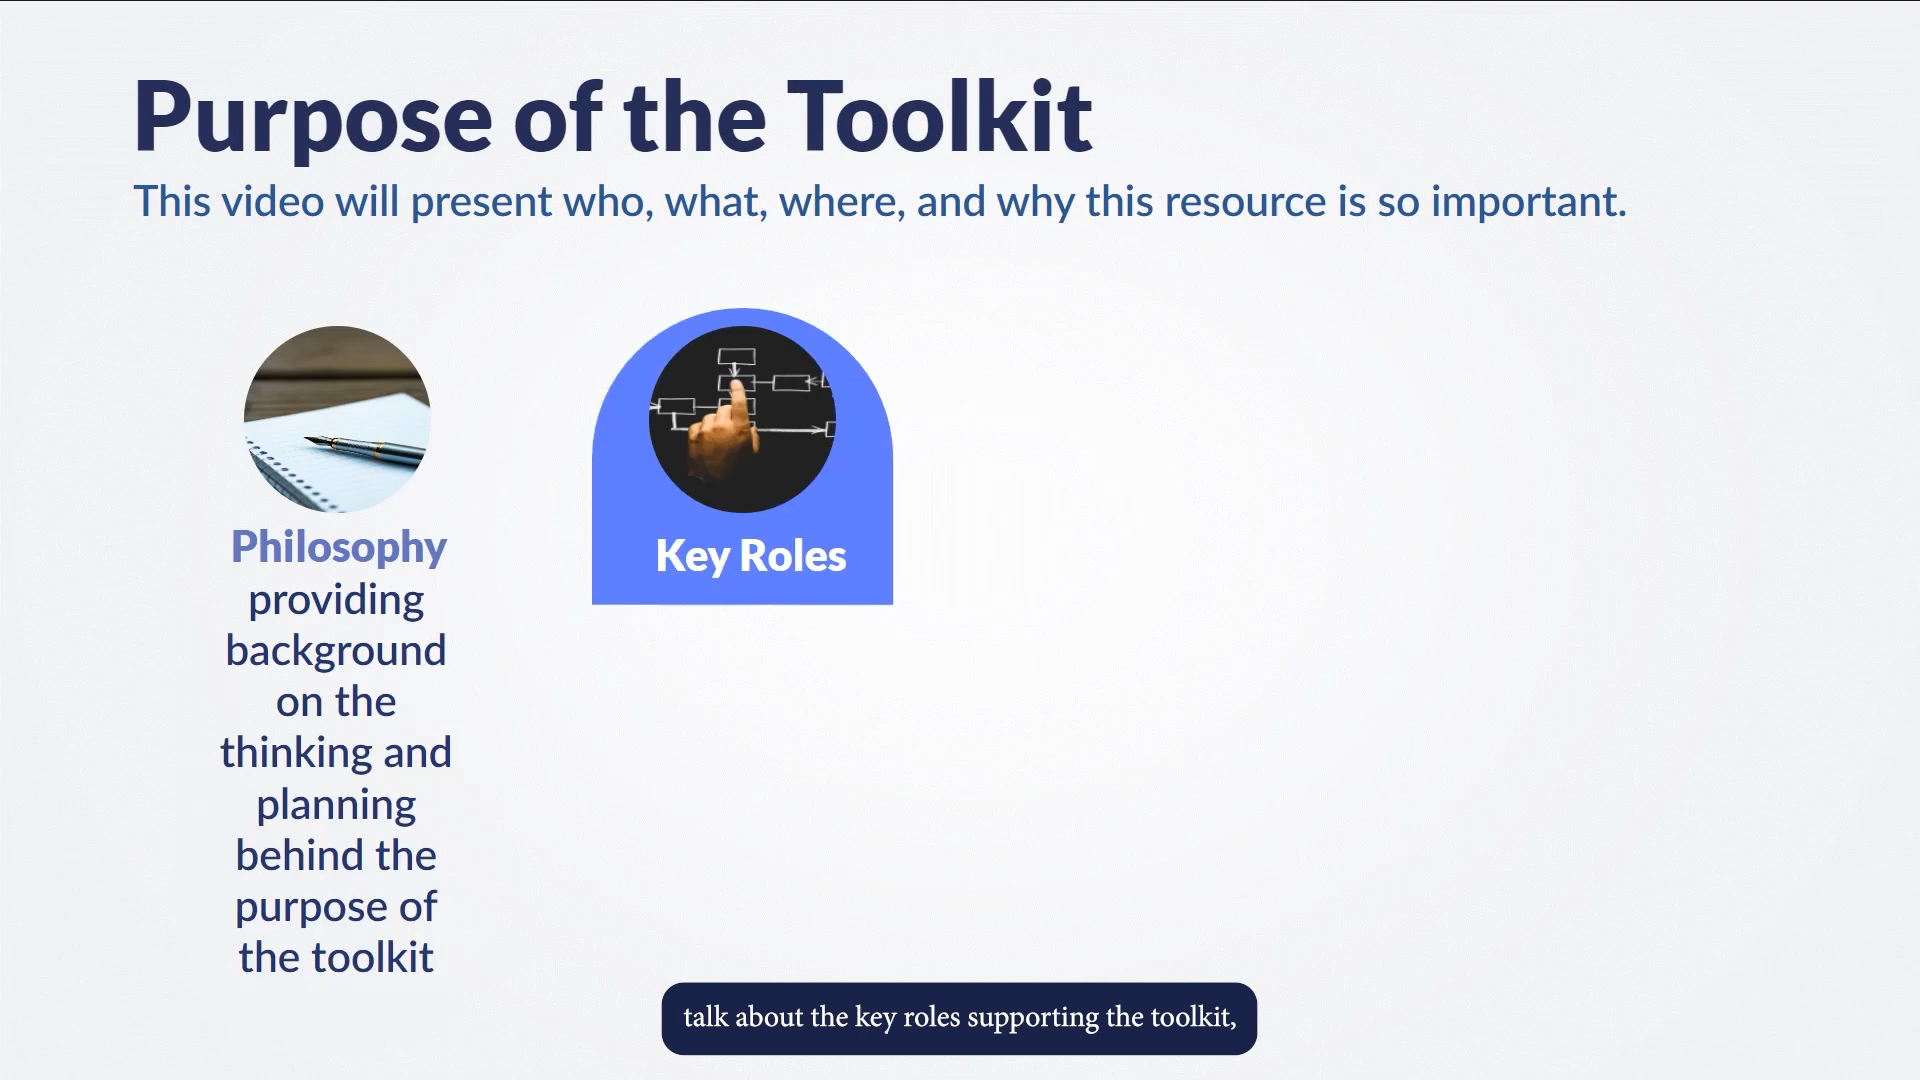 Purpose of the Toolkit
This video will present who, what, where, and why this resource is so important.
Philosophy
providing
background
on the
thinking and
planning
behind the
purpose of
the toolkit
Key Roles
talk about the key roles supporting the toolkit,